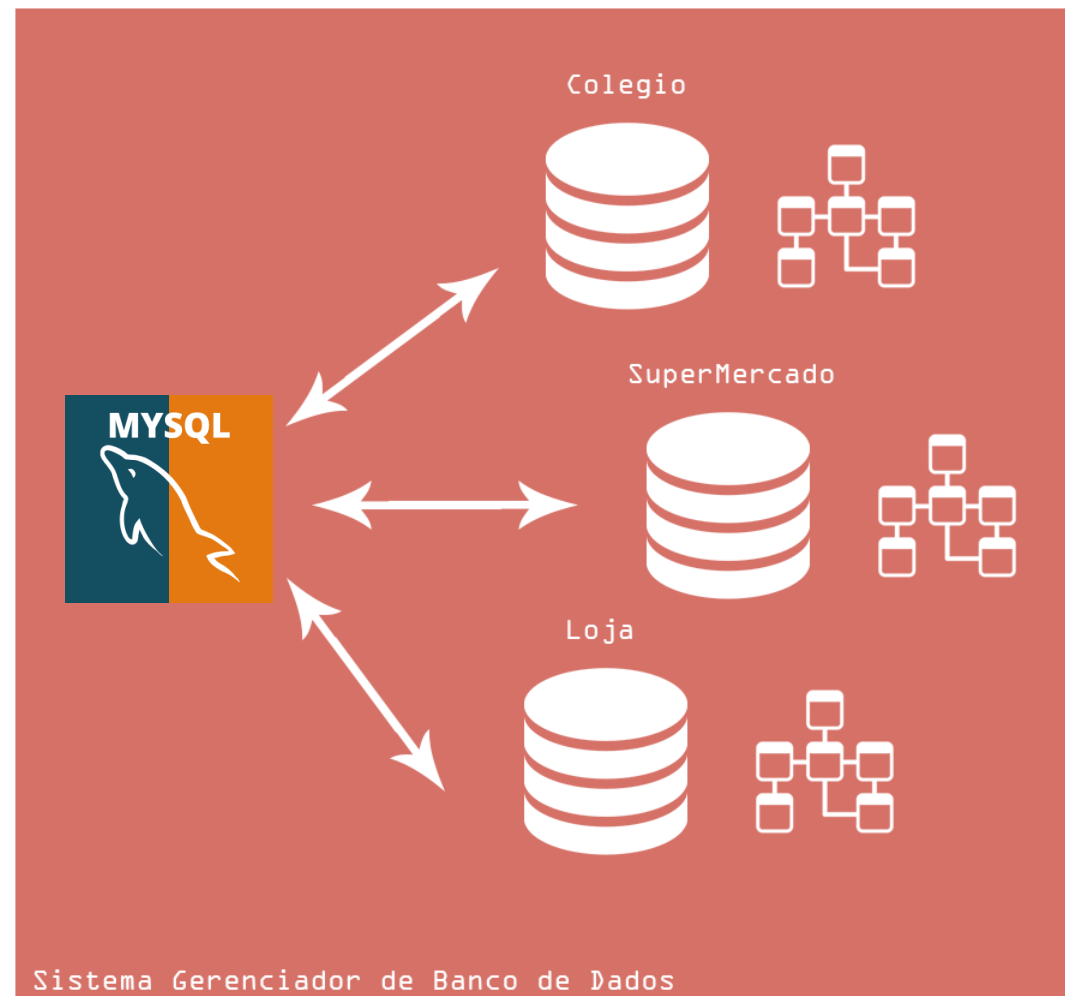 Colegio
SuperMercado
MYSQL
Loja
Sistema Gerenciador de Banco de Dados